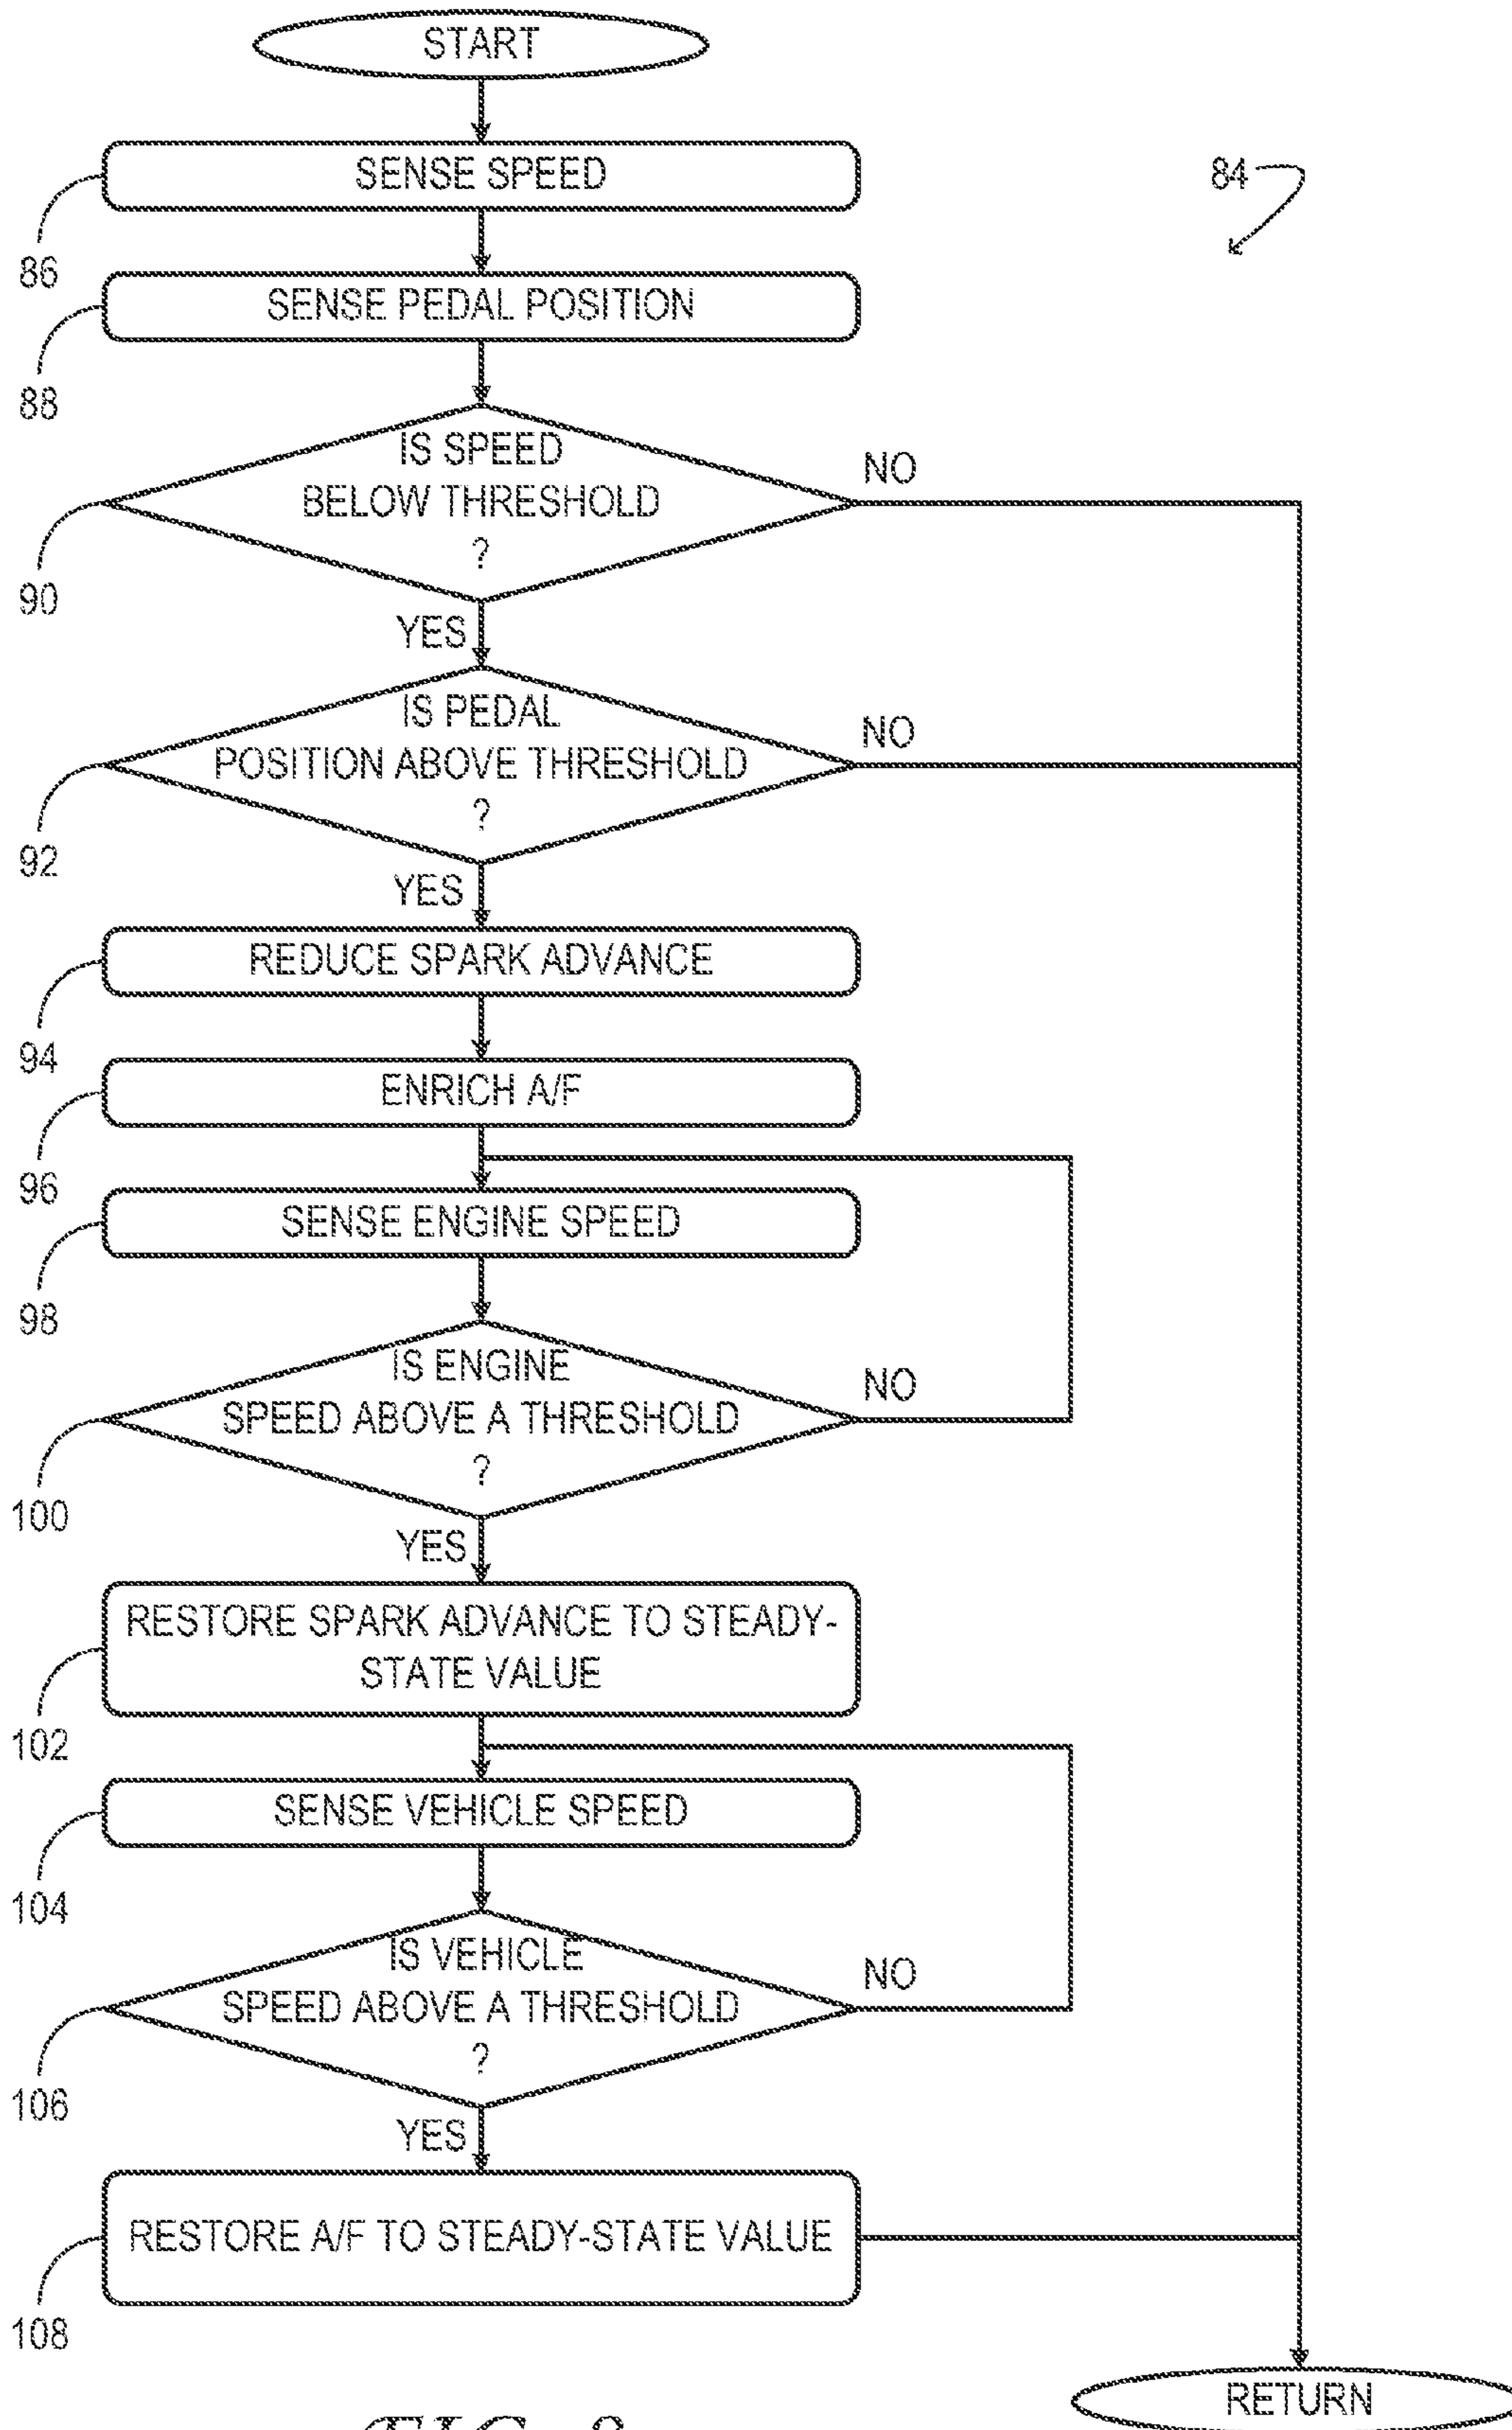 START
SENSE SPEED
84
86
SENSE PEDAL POSITION
88
IS SPEED
BELOW THRESHOLD
?
NO
90
YES
IS PEDAL
POSITION ABOVE THRESHOLD
?
NO
92
YES
REDUCE SPARK ADVANCE
94
ENRICH A/F
96
SENSE ENGINE SPEED
98
IS ENGINE
SPEED ABOVE A THRESHOLD
?
NO
100
YES
RESTORE SPARK ADVANCE TO STEADY-
STATE VALUE
102
SENSE VEHICLE SPEED
104
IS VEHICLE
SPEED ABOVE A THRESHOLD
?
NO
106
YES
RESTORE A/F TO STEADY-STATE VALUE
108
RETURN